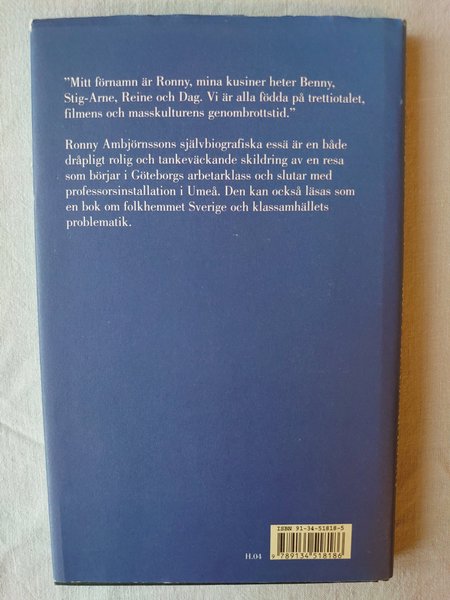 ”Mitt förnamn är Ronny, mina kusiner heter Benny,
Stig-Arne, Reine och Dag. Vi är alla födda på trettiotalet,
filmens och masskulturens genombrottstid.”
Ronny Ambjörnssons självbiografiska essä är en både
dråpligt rolig och tankeväckande skildring av en resa
som börjar i Göteborgs arbetarklass och slutar med
professorsinstallation i Umeå. Den kan också läsas som
en bok om folkhemmet Sverige och klassamhällets
problematik.
ISBN 91-34-51818-5
H.04
9 789134 518186